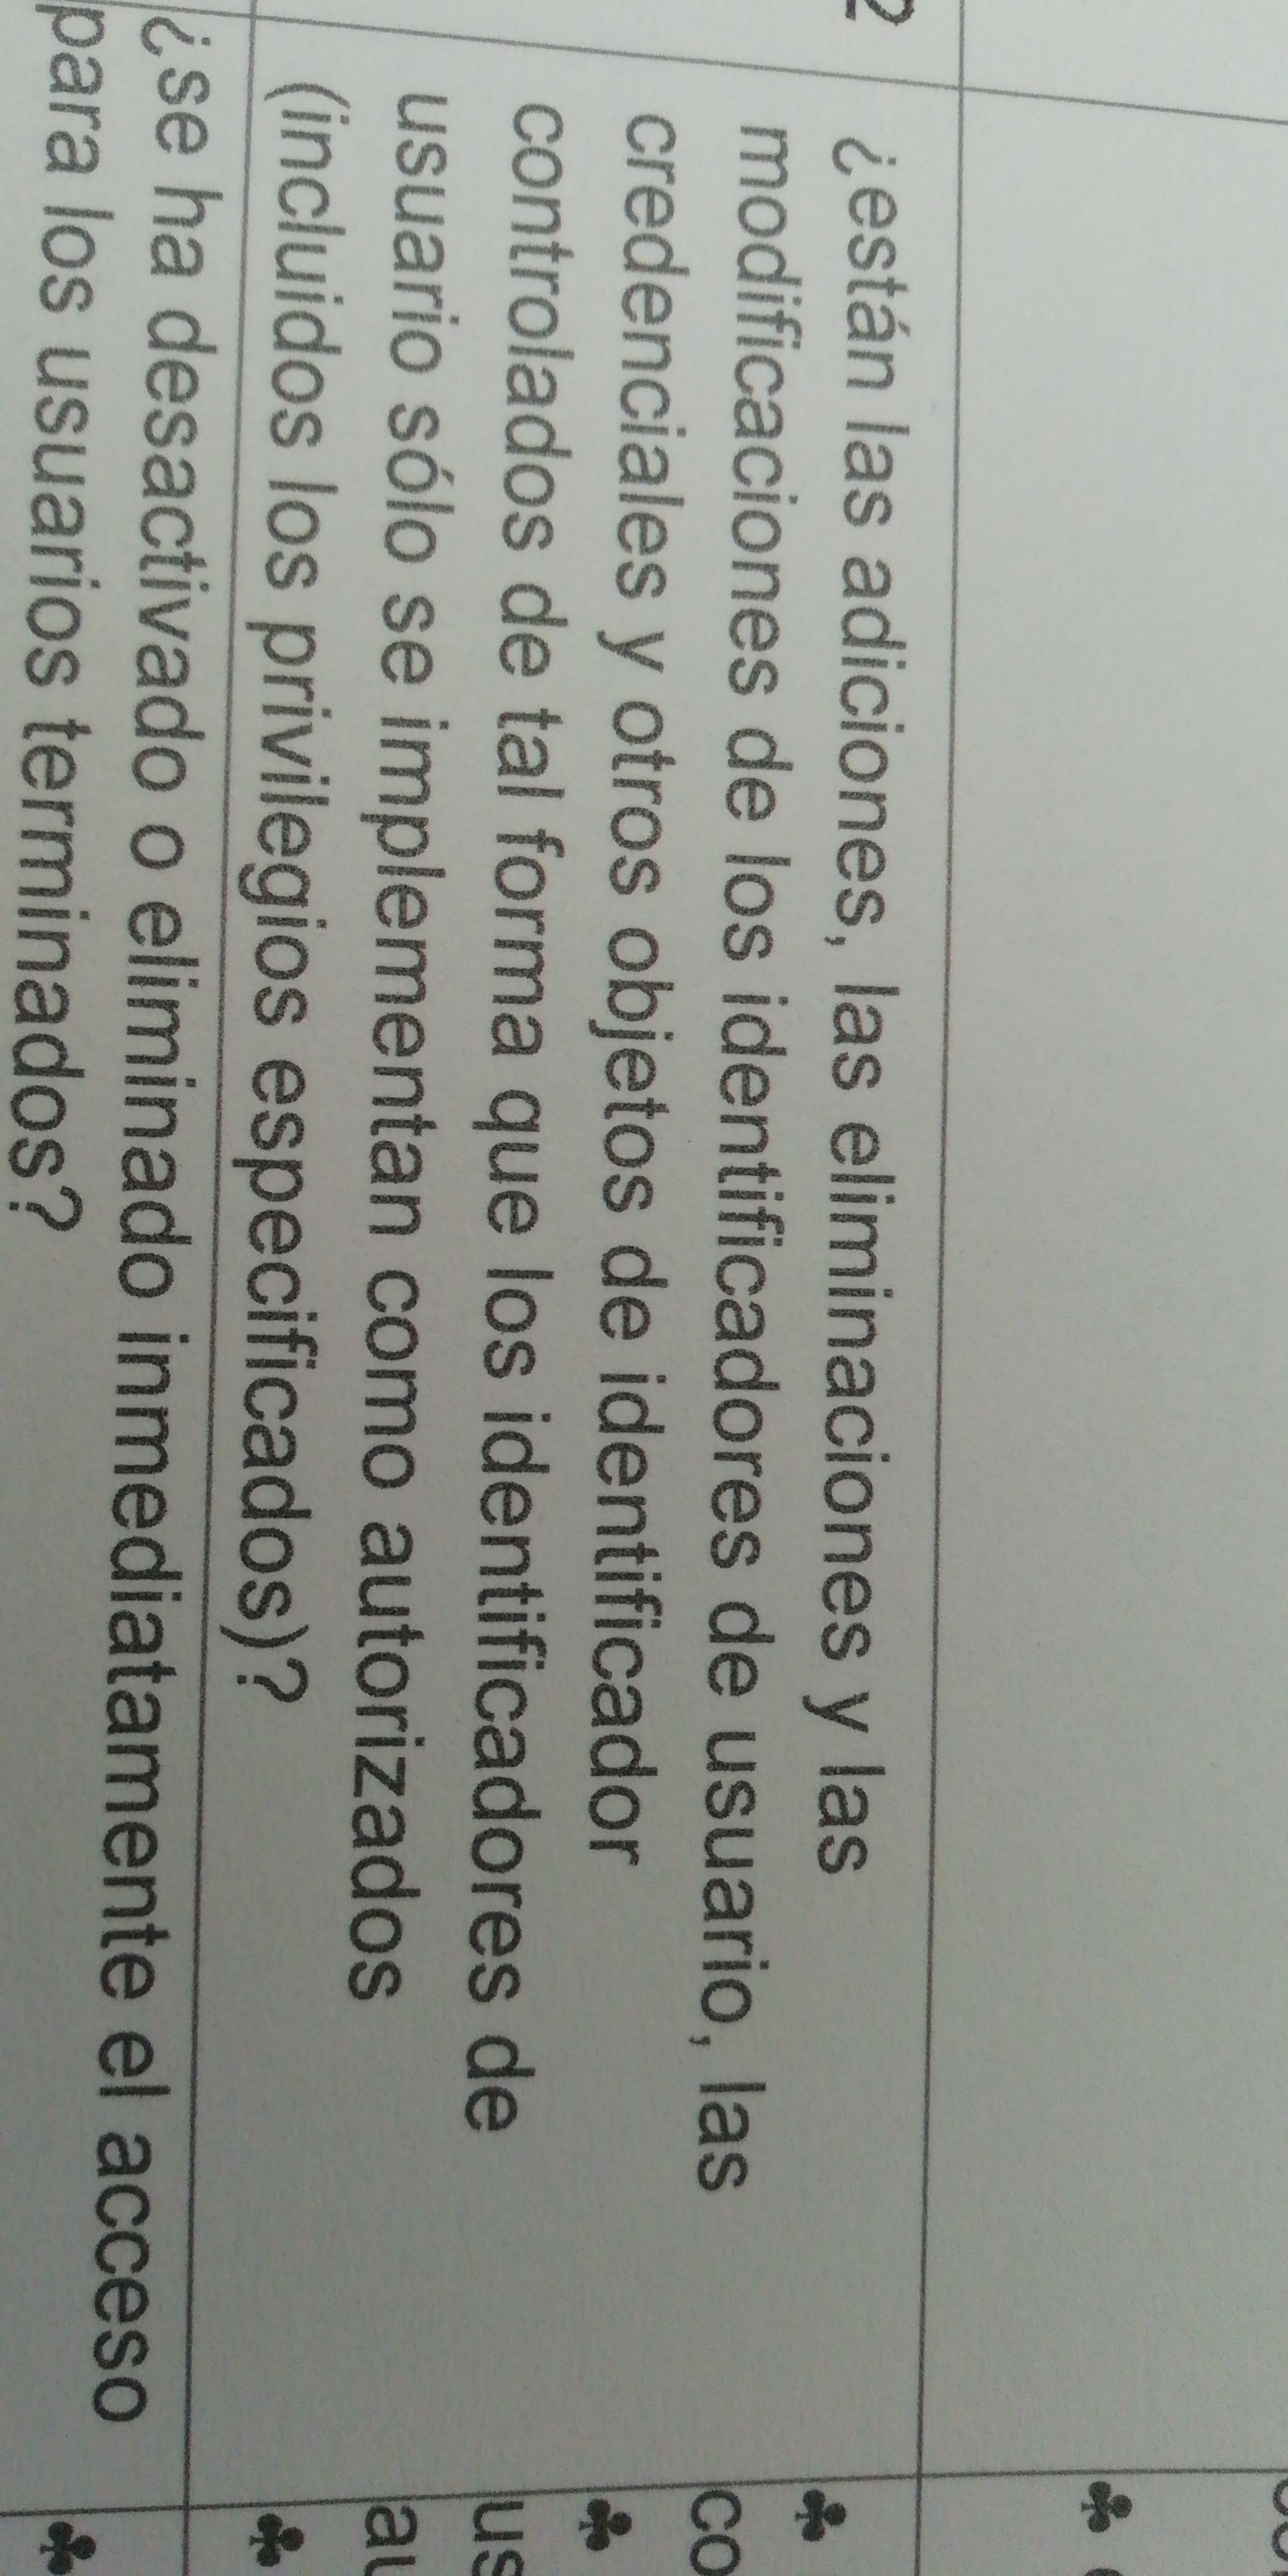 ¿están las adiciones, las eliminaciones y las
modificaciones de los identificadores de usuario, las
credenciales y otros objetos de identificador
controlados de tal forma que los identificadores de
usuario sólo se implementan como autorizados
(incluidos los privilegios especificados)?
¿se ha desactivado o eliminado inmediatamente el acceso
para los usuarios terminados?
♣
♣
co
♣
us
au
♣
♣